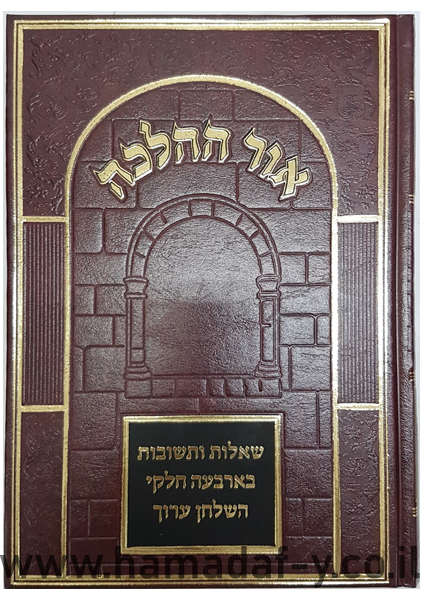 אור ההלכה
שאלות ותשובות
בארבעה חלקי
השלחן ערוך
www.hamadaf-y.co.il